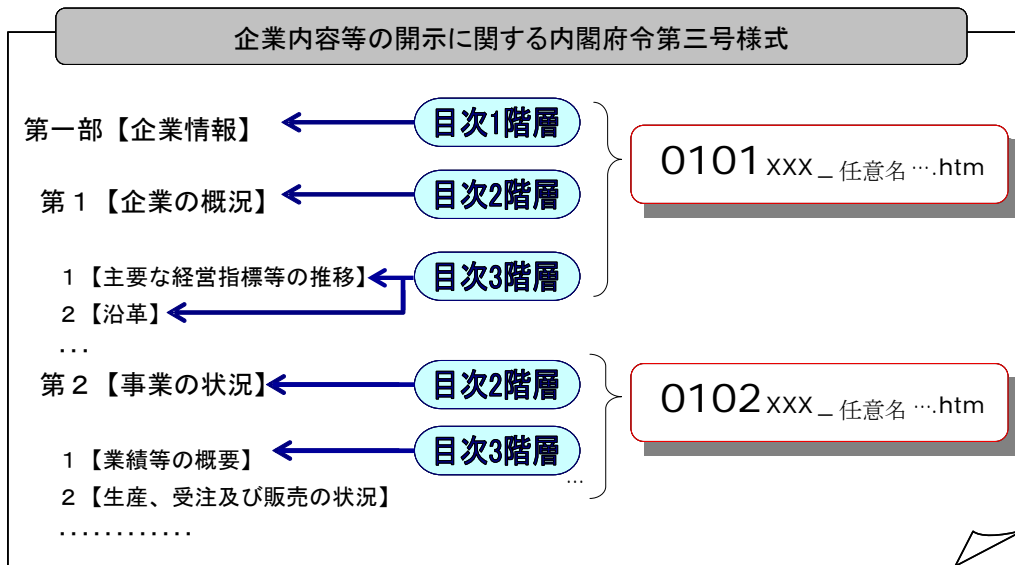 企業内容等の開示に関する内閣府令第三号様式
第一部【企業情報】
目次1階層
第１【企業の概況】
目次2階層
１【主要な経営指標等の推移】
目次3階層
２【沿革】
...
0101xxx_任意名….htm
第２【事業の状況】
目次2階層
１【業績等の概要】
目次3階層
…
２【生産、受注及び販売の状況】
............
0102xxx_任意名….htm